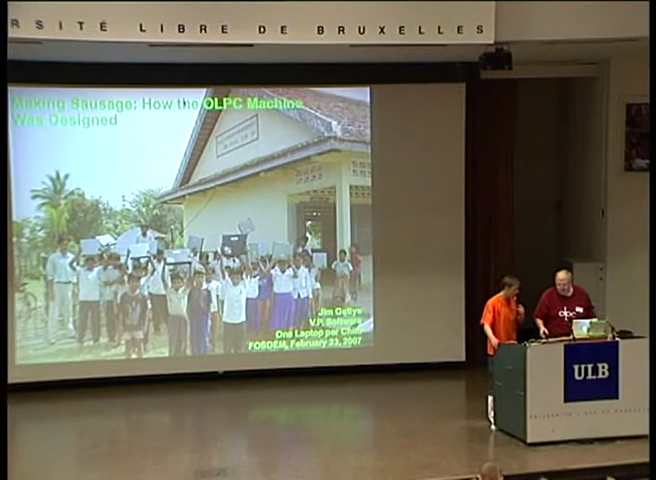 RSITÉ LIBRE DE BRUXELLES
Making Sausage: How the OLPC Machine
Was Designed
Jim Gettys
V.P. Software
One Laptop per Child
FOSDEM, February 23, 2007
ULB